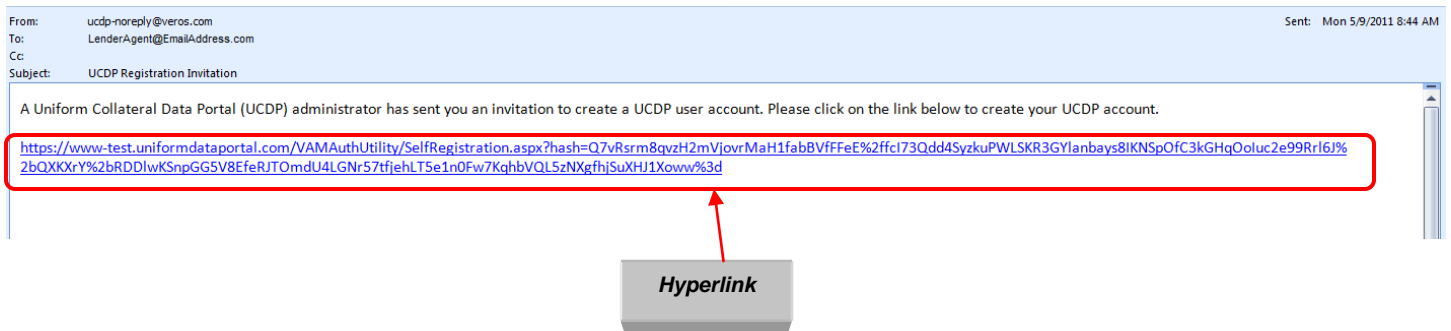 From: ucdp-noreply@veros.com Sent: Mon 5/9/2011 8:44 AM
To: LenderAgent@EmailAddress.com
Cc:
Subject: UCDP Registration Invitation
A Uniform Collateral Data Portal (UCDP) administrator has sent you an invitation to create a UCDP user account. Please click on the link below to create your UCDP account.
https://www-test.uniformdataportal.com/VAMAuthUtility/SelfRegistration.aspx?hash=Q7vRsrm8qvzH2mVjovrMaH1fabBVfFFeE%2ffcI73Qdd4SyzkuPWLSKR3GYlanbays8IKNSpOfC3kGHqOoIuc2e99Rrl6J%
2bQXKXrY%2bRDDlwKSnpGG5V8EfeRJTOmdU4LGNr57tfjehLT5e1n0Fw7KqhbVQL5zNXgfhjSuXHJ1Xoww%3d
Hyperlink